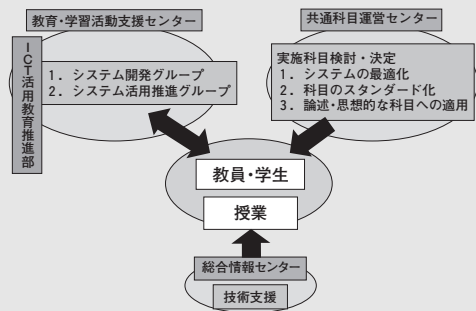 教育・学習活動支援センター
ICT活用教育推進部
1. システム開発グループ
2. システム活用推進グループ
共通科目運営センター
実施科目検討・決定
1. システムの最適化
2. 科目のスタンダード化
3. 論述・思想的な科目への適用
教員・学生
授業
総合情報センター
技術支援